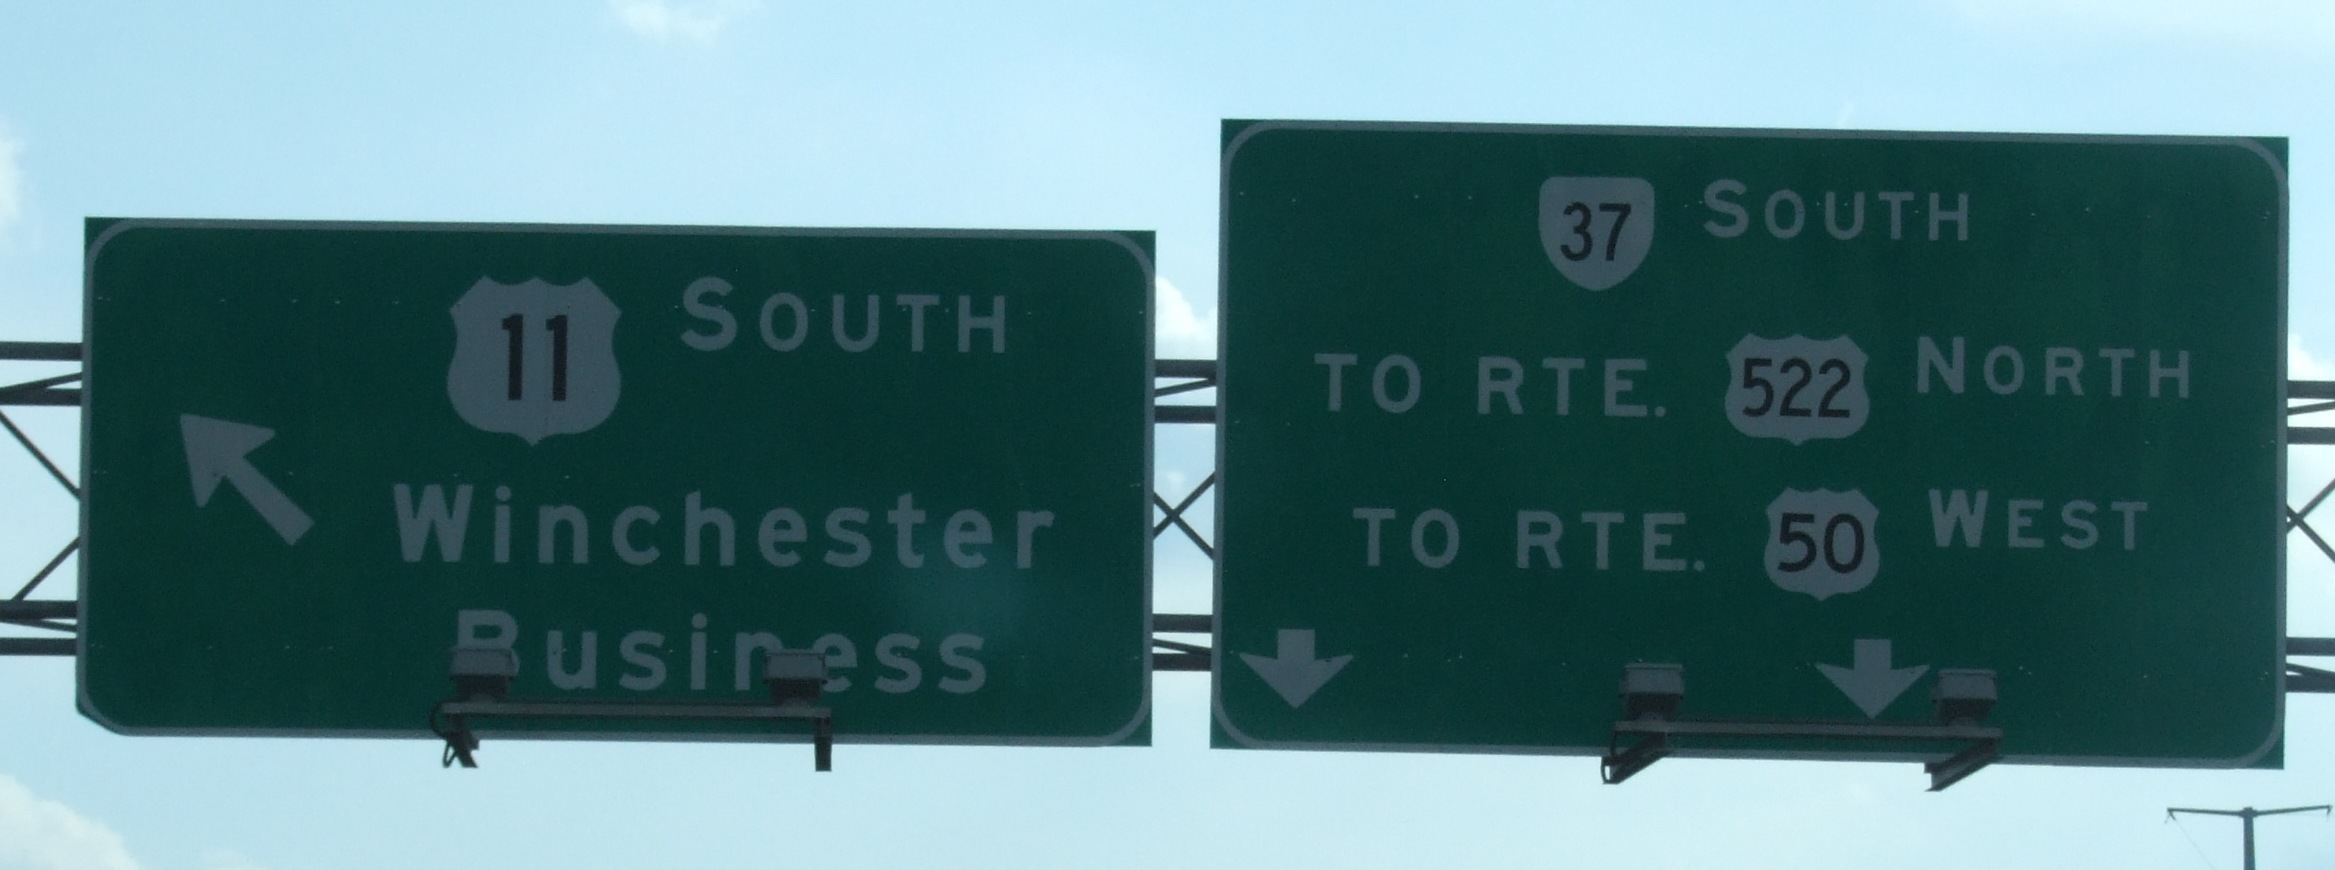 11 SOUTH
Winchester
Business
37 SOUTH
TO RTE. 522 NORTH
TO RTE. 50 WEST